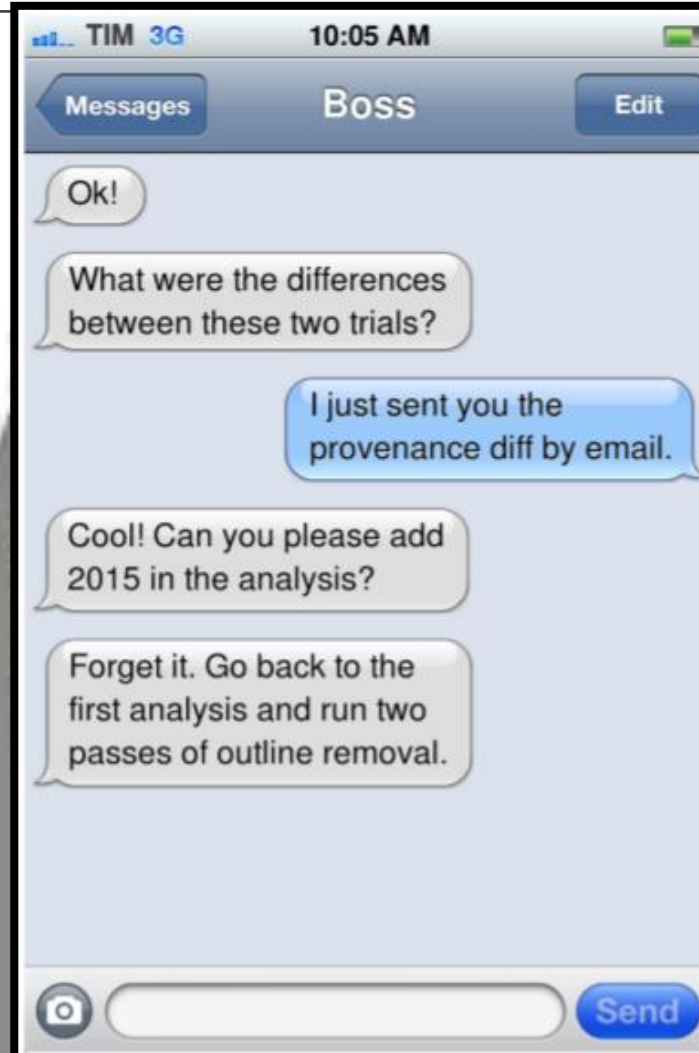 TIM 3G 10:05 AM
Messages Boss Edit
Ok!
What were the differences
between these two trials?
I just sent you the
provenance diff by email.
Cool! Can you please add
2015 in the analysis?
Forget it. Go back to the
first analysis and run two
passes of outline removal.
Send